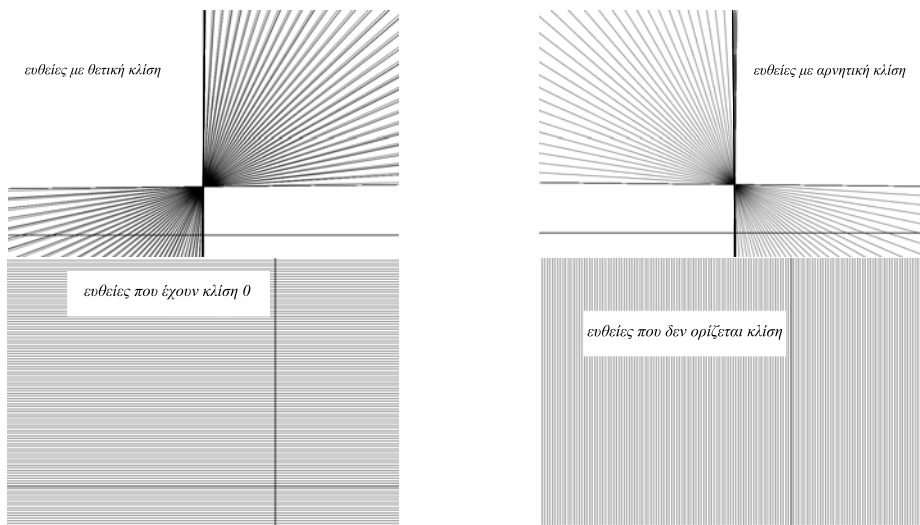 ευθείες με θετική κλίση
ευθείες με αρνητική κλίση
ευθείες που έχουν κλίση 0
ευθείες που δεν ορίζεται κλίση